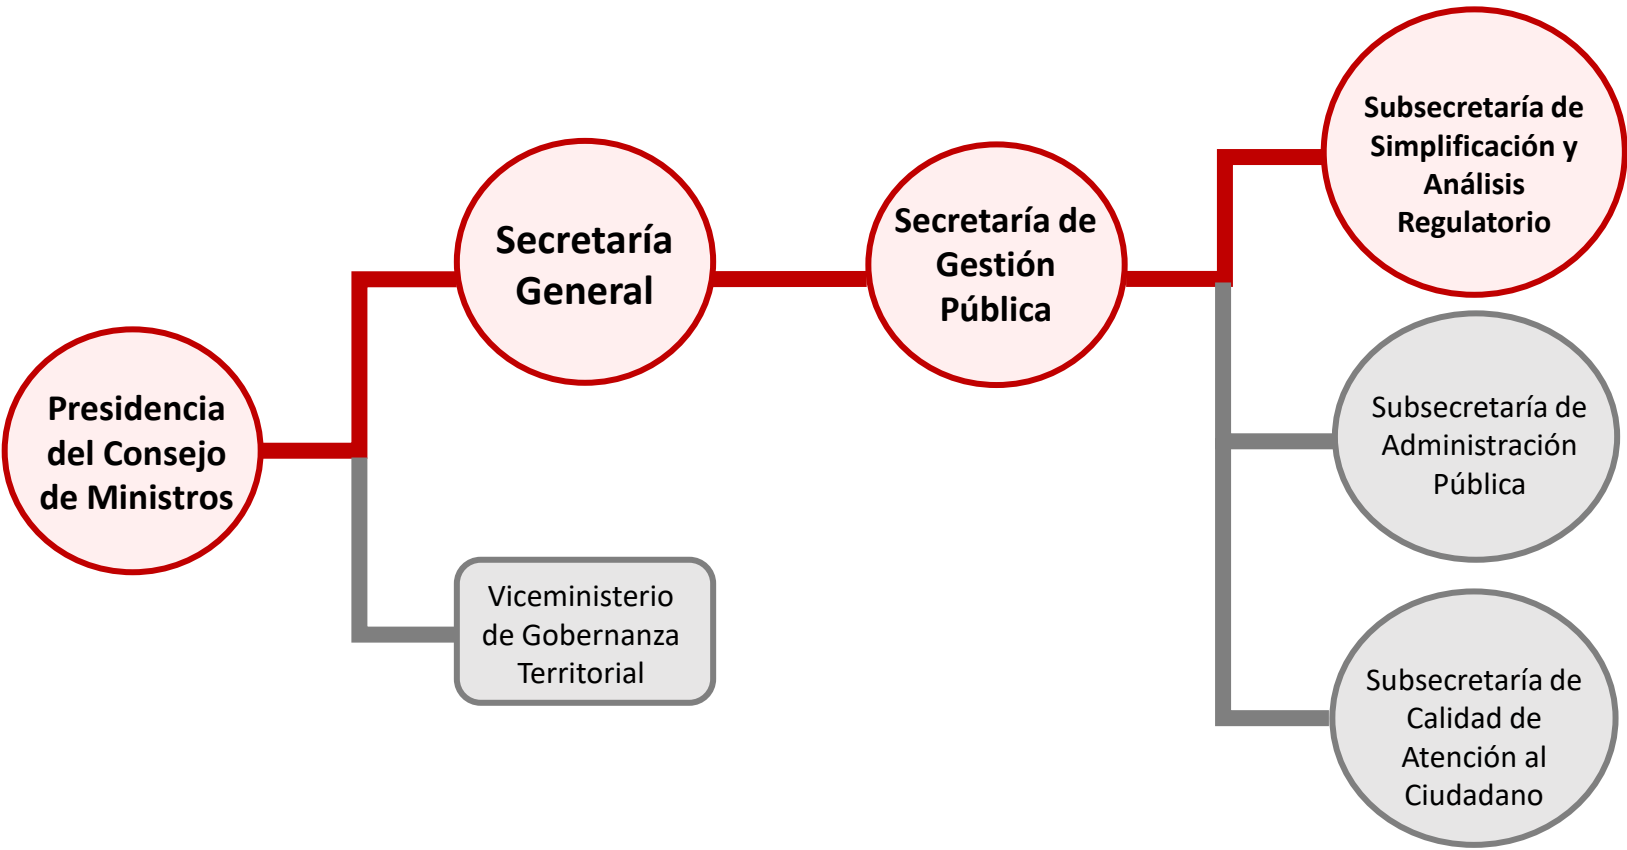 Presidencia
del Consejo
de Ministros
Secretaría
General
Viceministerio
de Gobernanza
Territorial
Secretaría de
Gestión
Pública
Subsecretaría de
Simplificación y
Análisis
Regulatorio
Subsecretaría de
Administración
Pública
Subsecretaría de
Calidad de
Atención al
Ciudadano